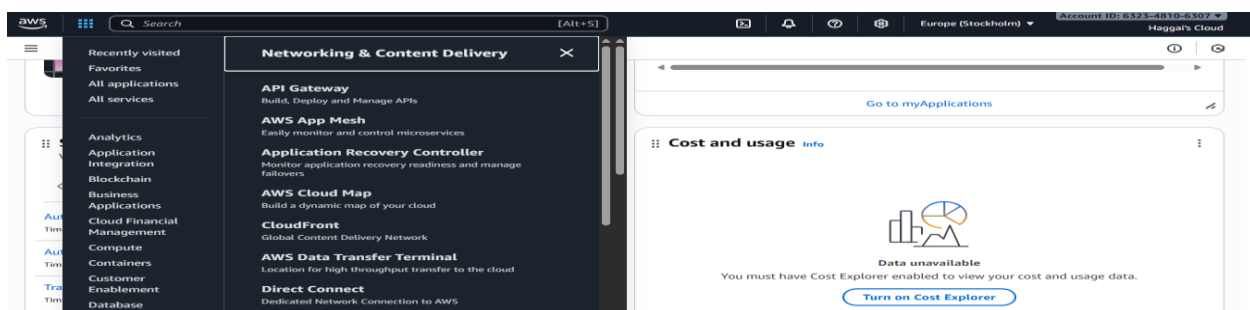 aws
Search [Alt+S]
Europe (Stockholm)
Account ID: 6323-4810-6307
Haggai's Cloud
Recently visited
Favorites
All applications
All services
Analytics
Application
Integration
Blockchain
Business
Applications
Cloud Financial
Management
Compute
Containers
Customer
Enablement
Database
Networking & Content Delivery
API Gateway
Build, Deploy and Manage APIs
AWS App Mesh
Easily monitor and control microservices
Application Recovery Controller
Monitor application recovery readiness and manage
failovers
AWS Cloud Map
Build a dynamic map of your cloud
CloudFront
Global Content Delivery Network
AWS Data Transfer Terminal
Location for high throughput transfer to the cloud
Direct Connect
Dedicated Network Connection to AWS
Go to myApplications
Cost and usage Info
Data unavailable
You must have Cost Explorer enabled to view your cost and usage data.
Turn on Cost Explorer